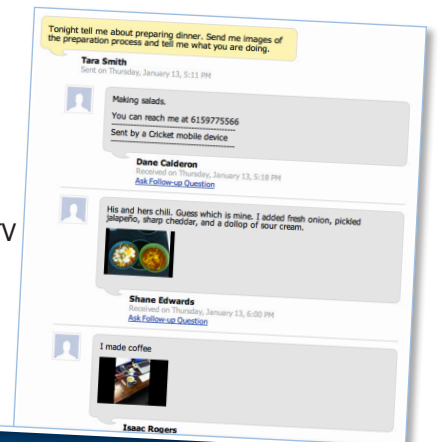 Tonight tell me about preparing dinner. Send me images of
the preparation process and tell me what you are doing.
Tara Smith
Sent on Thursday, January 13, 5:11 PM
Making salads.
You can reach me at 6159775566
Sent by a Cricket mobile device
Dane Calderon
Received on Thursday, January 13, 5:18 PM
Ask Follow-up Question
His and hers chili. Guess which is mine. I added fresh onion, pickled
jalapeño, sharp cheddar, and a dollop of sour cream.
Shane Edwards
Received on Thursday, January 13, 6:00 PM
Ask Follow-up Question
I made coffee
Isaac Rogers